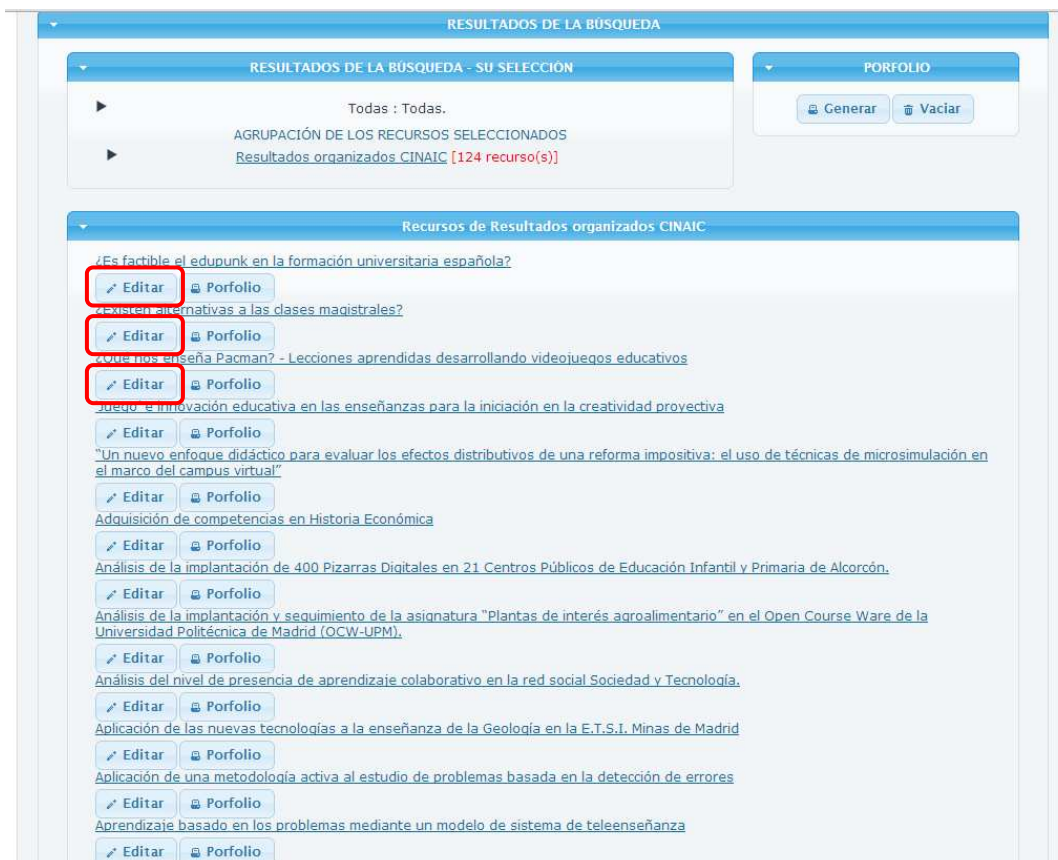 RESULTADOS DE LA BÚSQUEDA
RESULTADOS DE LA BÚSQUEDA - SU SELECCIÓN
Todas : Todas.
AGRUPACIÓN DE LOS RECURSOS SELECCIONADOS
Resultados organizados CINAIC [124 recurso(s)]
PORFOLIO
Generar Vaciar
Recursos de Resultados organizados CINAIC
¿Es factible el edupunk en la formación universitaria española?
Editar Porfolio
¿Existen alternativas a las clases magistrales?
Editar Porfolio
¿Qué nos enseña Pacman? - Lecciones aprendidas desarrollando videojuegos educativos
Editar Porfolio
"Juego" e innovación educativa en las enseñanzas para la iniciación en la creatividad proyectiva
Editar Porfolio
"Un nuevo enfoque didáctico para evaluar los efectos distributivos de una reforma impositiva: el uso de técnicas de microsimulación en
el marco del campus virtual"
Editar Porfolio
Adquisición de competencias en Historia Económica
Editar Porfolio
Análisis de la implantación de 400 Pizarras Digitales en 21 Centros Públicos de Educación Infantil y Primaria de Alcorcón.
Editar Porfolio
Análisis de la implantación y seguimiento de la asignatura "Plantas de interés agroalimentario" en el Open Course Ware de la
Universidad Politécnica de Madrid (OCW-UPM).
Editar Porfolio
Análisis del nivel de presencia de aprendizaje colaborativo en la red social Sociedad y Tecnología.
Editar Porfolio
Aplicación de las nuevas tecnologías a la enseñanza de la Geología en la E.T.S.I. Minas de Madrid
Editar Porfolio
Aplicación de una metodología activa al estudio de problemas basada en la detección de errores
Editar Porfolio
Aprendizaje basado en los problemas mediante un modelo de sistema de teleenseñanza
Editar Porfolio